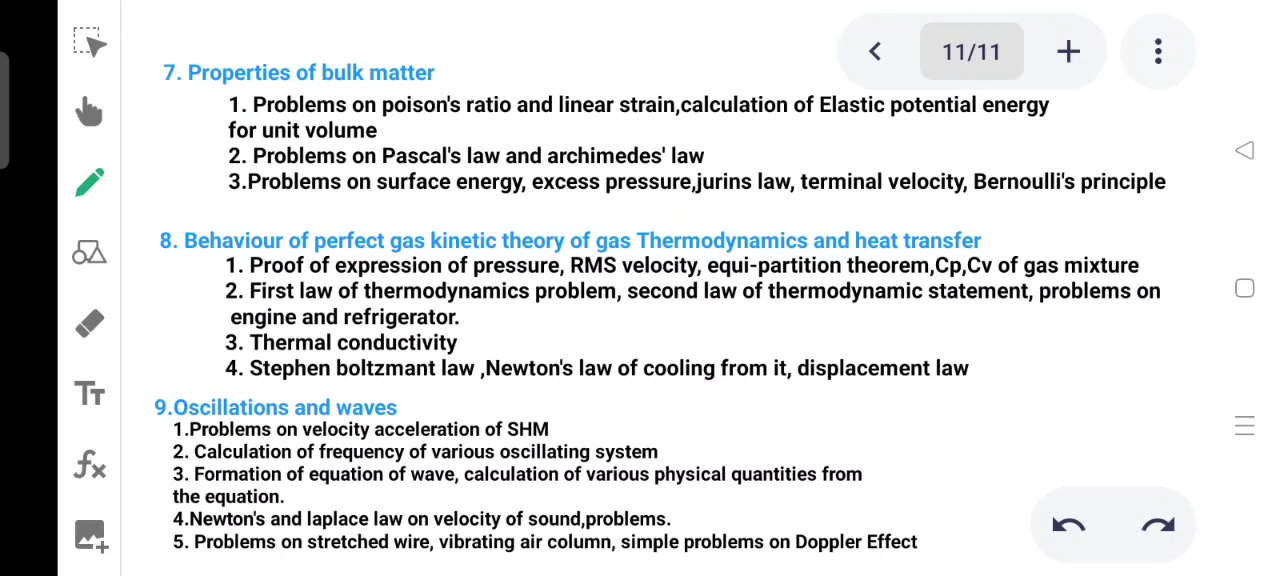 11/11
7. Properties of bulk matter
1. Problems on poison's ratio and linear strain,calculation of Elastic potential energy
for unit volume
2. Problems on Pascal's law and archimedes' law
3.Problems on surface energy, excess pressure,jurins law, terminal velocity, Bernoulli's principle
8. Behaviour of perfect gas kinetic theory of gas Thermodynamics and heat transfer
1. Proof of expression of pressure, RMS velocity, equi-partition theorem,Cp,Cv of gas mixture
2. First law of thermodynamics problem, second law of thermodynamic statement, problems on
engine and refrigerator.
3. Thermal conductivity
4. Stephen boltzmant law ,Newton's law of cooling from it, displacement law
9.Oscillations and waves
1.Problems on velocity acceleration of SHM
2. Calculation of frequency of various oscillating system
3. Formation of equation of wave, calculation of various physical quantities from
the equation.
4.Newton's and laplace law on velocity of sound,problems.
5. Problems on stretched wire, vibrating air column, simple problems on Doppler Effect
Tт
fx